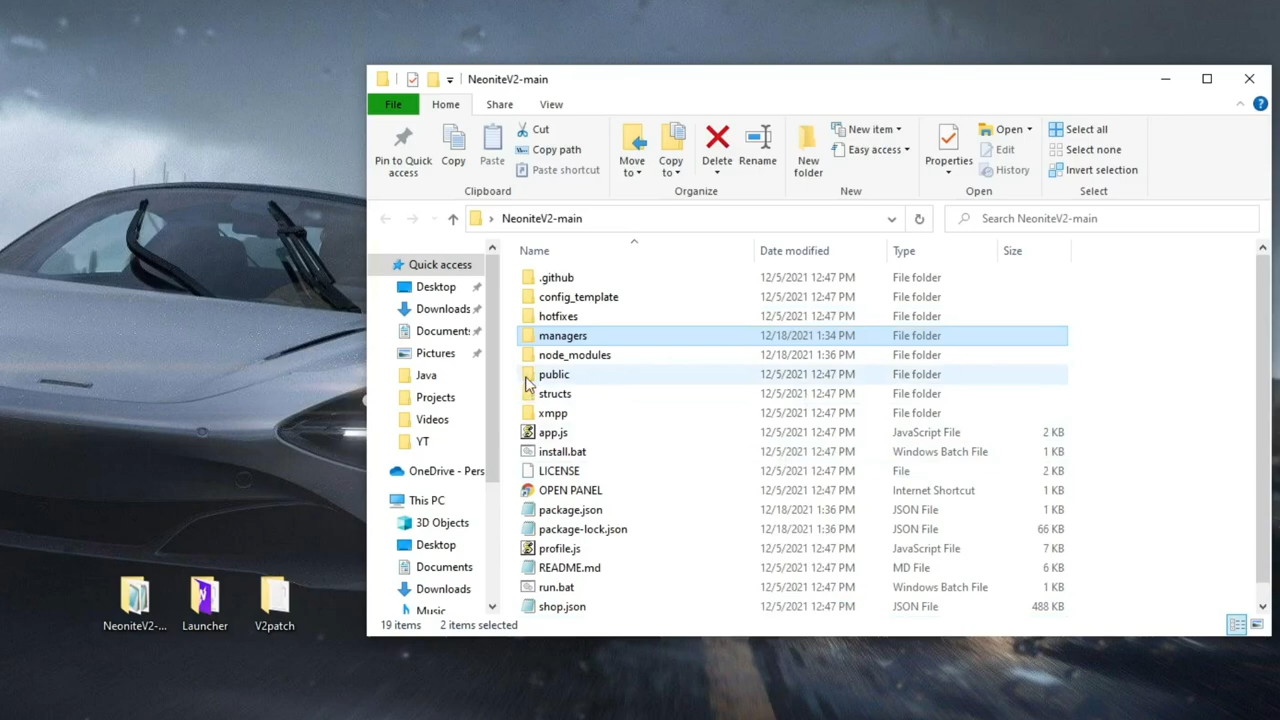 NeoniteV2-main
File Home Share View
Pin to Quick access
Copy
Paste
Cut
Copy path
Paste shortcut
Clipboard
Move to
Copy to
Delete
Rename
Organize
New folder
New item
Easy access
New
Properties
Open
Edit
History
Open
Select all
Select none
Invert selection
Select
NeoniteV2-main
Search NeoniteV2-main
Quick access
Desktop
Downloads
Document:
Pictures
Java
Projects
Videos
YT
OneDrive - Pers
This PC
3D Objects
Desktop
Documents
Downloads
Music
Name Date modified Type Size
.github 12/5/2021 12:47 PM File folder
config_template 12/5/2021 12:47 PM File folder
hotfixes 12/5/2021 12:47 PM File folder
managers 12/18/2021 1:34 PM File folder
node_modules 12/18/2021 1:36 PM File folder
public 12/5/2021 12:47 PM File folder
structs 12/5/2021 12:47 PM File folder
xmpp 12/5/2021 12:47 PM File folder
app.js 12/5/2021 12:47 PM JavaScript File 2 KB
install.bat 12/5/2021 12:47 PM Windows Batch File 1 KB
LICENSE 12/5/2021 12:47 PM File 2 KB
OPEN PANEL 12/5/2021 12:47 PM Internet Shortcut 1 KB
package.json 12/18/2021 1:36 PM JSON File 1 KB
package-lock.json 12/18/2021 1:36 PM JSON File 66 KB
profile.js 12/5/2021 12:47 PM JavaScript File 7 KB
README.md 12/5/2021 12:47 PM MD File 6 KB
run.bat 12/5/2021 12:47 PM Windows Batch File 1 KB
shop.json 12/5/2021 12:47 PM JSON File 488 KB
19 items 2 items selected
NeoniteV2-...
Launcher
V2patch